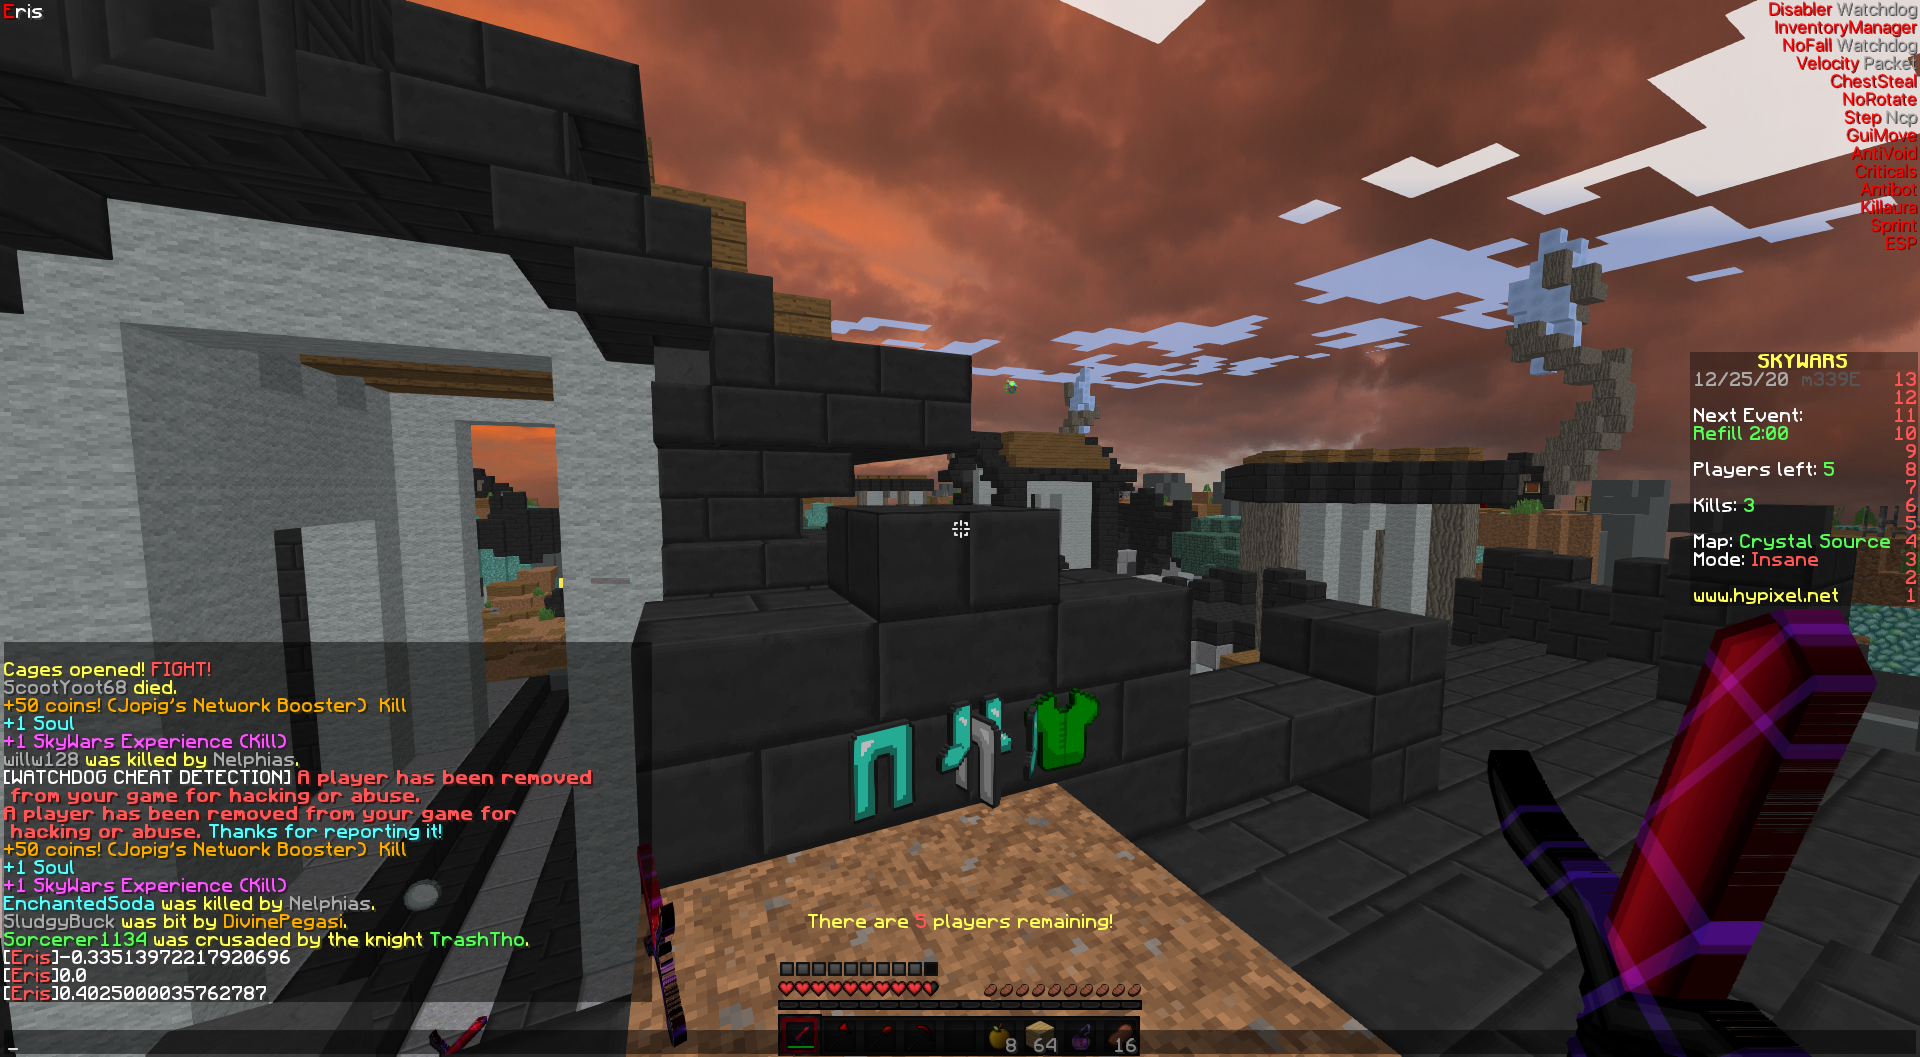 Eris
Disabler Watchdog
InventoryManager
NoFall Watchdog
Velocity Packet
ChestSteal
NoRotate
Step Ncp
GuiMove
AntiVoid
Criticals
Antibot
Killaura
Sprint
ESP
SKYWARS
12/25/20 m339E 13
12
Next Event: 11
Refill 2:00 10
9
Players left: 5 8
7
Kills: 3 6
5
Map: Crystal Source 4
Mode: Insane 3
2
www.hypixel.net 1
Cages opened! FIGHT!
ScootYoot68 died.
+50 coins! (Jopig's Network Booster) Kill
+1 Soul
+1 SkyWars Experience (Kill)
willw128 was killed by Nelphias.
[WATCHDOG CHEAT DETECTION] A player has been removed
from your game for hacking or abuse.
A player has been removed from your game for
hacking or abuse. Thanks for reporting it!
+50 coins! (Jopig's Network Booster) Kill
+1 Soul
+1 SkyWars Experience (Kill)
EnchantedSoda was killed by Nelphias.
SludgyBuck was bit by DivinePegasi.
Sorcerer1134 was crusaded by the knight TrashTho.
[Eris]-0.33513972217920696
[Eris]0.0
[Eris]0.4025000035762787
There are 5 players remaining!
8 64 16
_